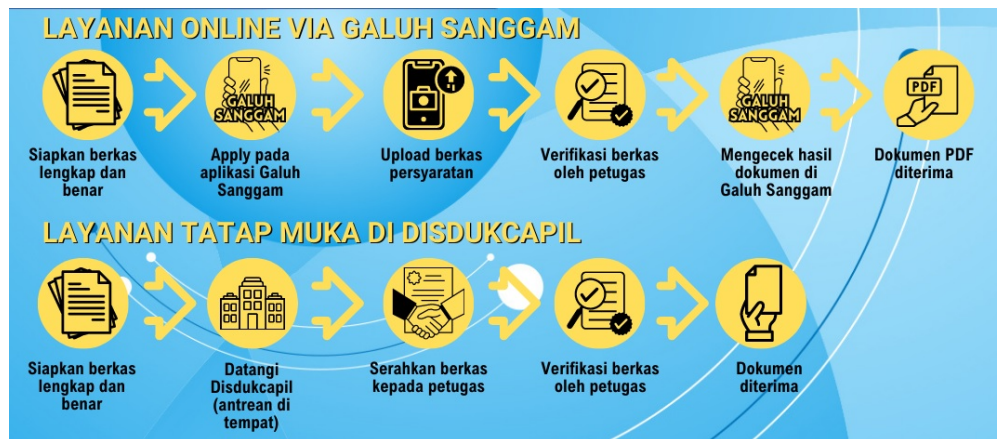 LAYANAN ONLINE VIA GALUH SANGGAM
GALUH
SANGGAM
GALUH
SANGGAM
PDF
Siapkan berkas
lengkap dan
benar
Apply pada
aplikasi Galuh
Sanggam
Upload berkas
persyaratan
Verifikasi berkas
oleh petugas
Mengecek hasil
dokumen di
Galuh Sanggam
Dokumen PDF
diterima
LAYANAN TATAP MUKA DI DISDUKCAPIL
Siapkan berkas
lengkap dan
benar
Datangi
Disdukcapil
(antrean di
tempat)
Serahkan berkas
kepada petugas
Verifikasi berkas
oleh petugas
Dokumen
diterima